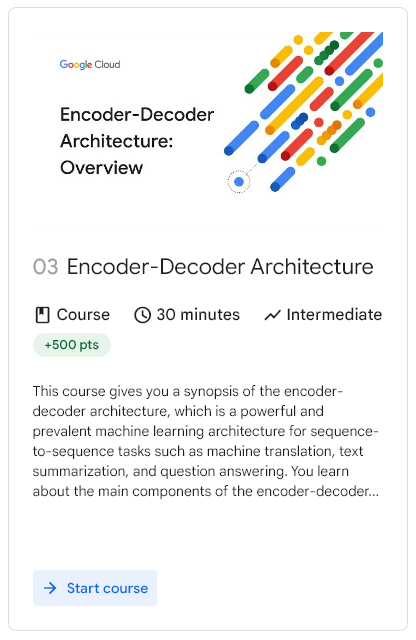 Google Cloud
Encoder-Decoder
Architecture:
Overview
03 Encoder-Decoder Architecture
Course 30 minutes Intermediate
+500 pts
This course gives you a synopsis of the encoder-
decoder architecture, which is a powerful and
prevalent machine learning architecture for sequence-
to-sequence tasks such as machine translation, text
summarization, and question answering. You learn
about the main components of the encoder-decoder...
Start course